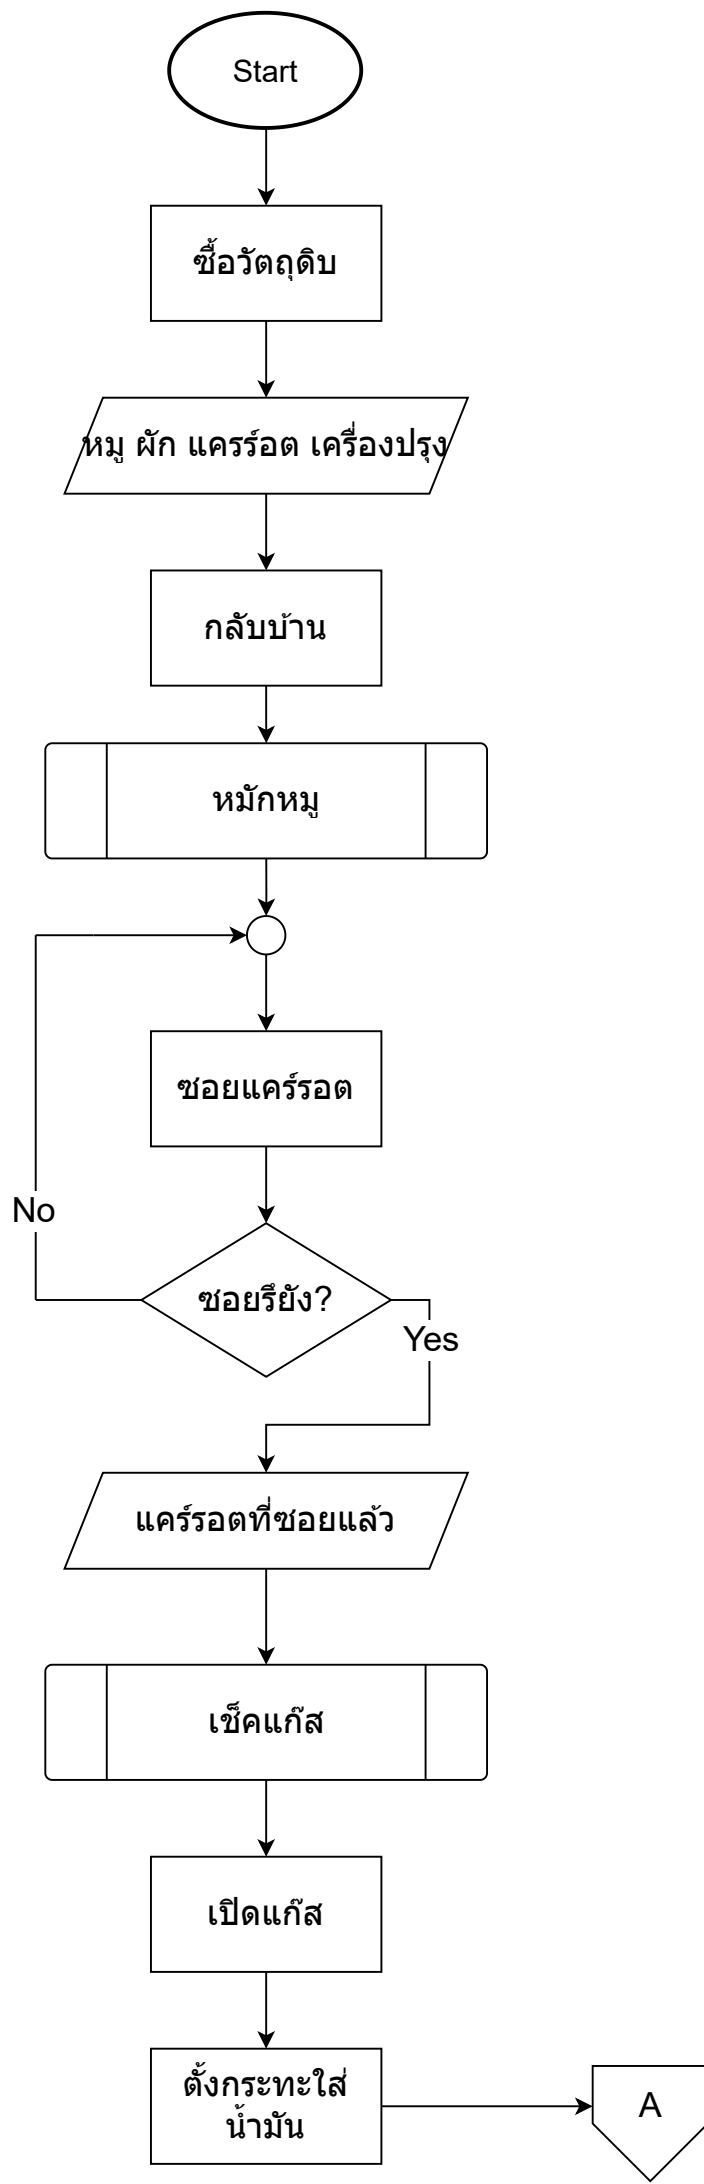 Start
ซื้อวัตถุดิบ
หมู ผัก แครร์อต เครื่องปรุง
กลับบ้าน
หมักหมู
ซอยแคร์รอต
No
ซอยรึยัง?
Yes
แคร์รอตที่ซอยแล้ว
เช็คแก๊ส
เปิดแก๊ส
ตั้งกระทะใส่
น้ำมัน
A